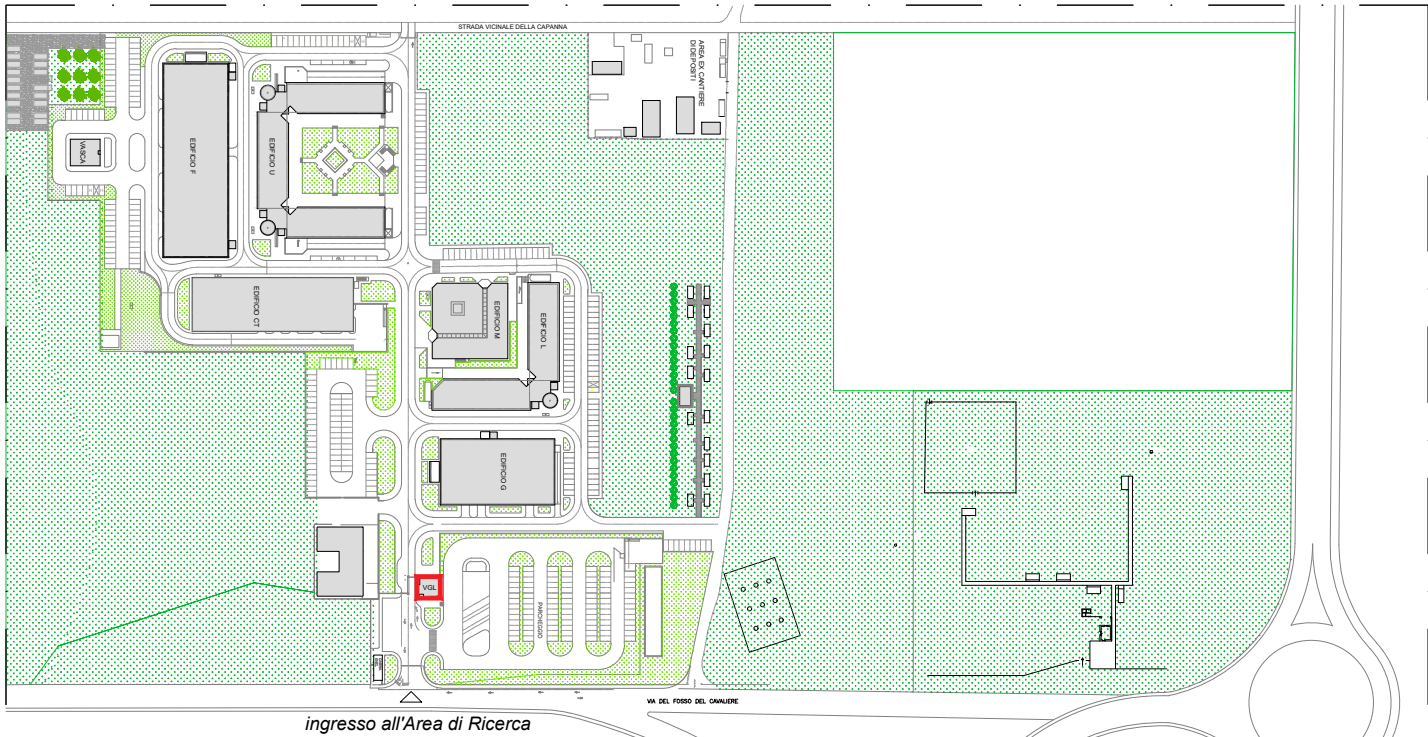 STRADA VICINALE DELLA CAPANNA
AREA EX CANTIERE
DI DEPOSITI
VASCA
EDIFICIO F
EDIFICIO U
EDIFICIO CT
EDIFICIO M
EDIFICIO L
EDIFICIO G
VGL
PARCHEGGIO
VIA DEL FOSSO DEL CAVALIERE
ingresso all'Area di Ricerca